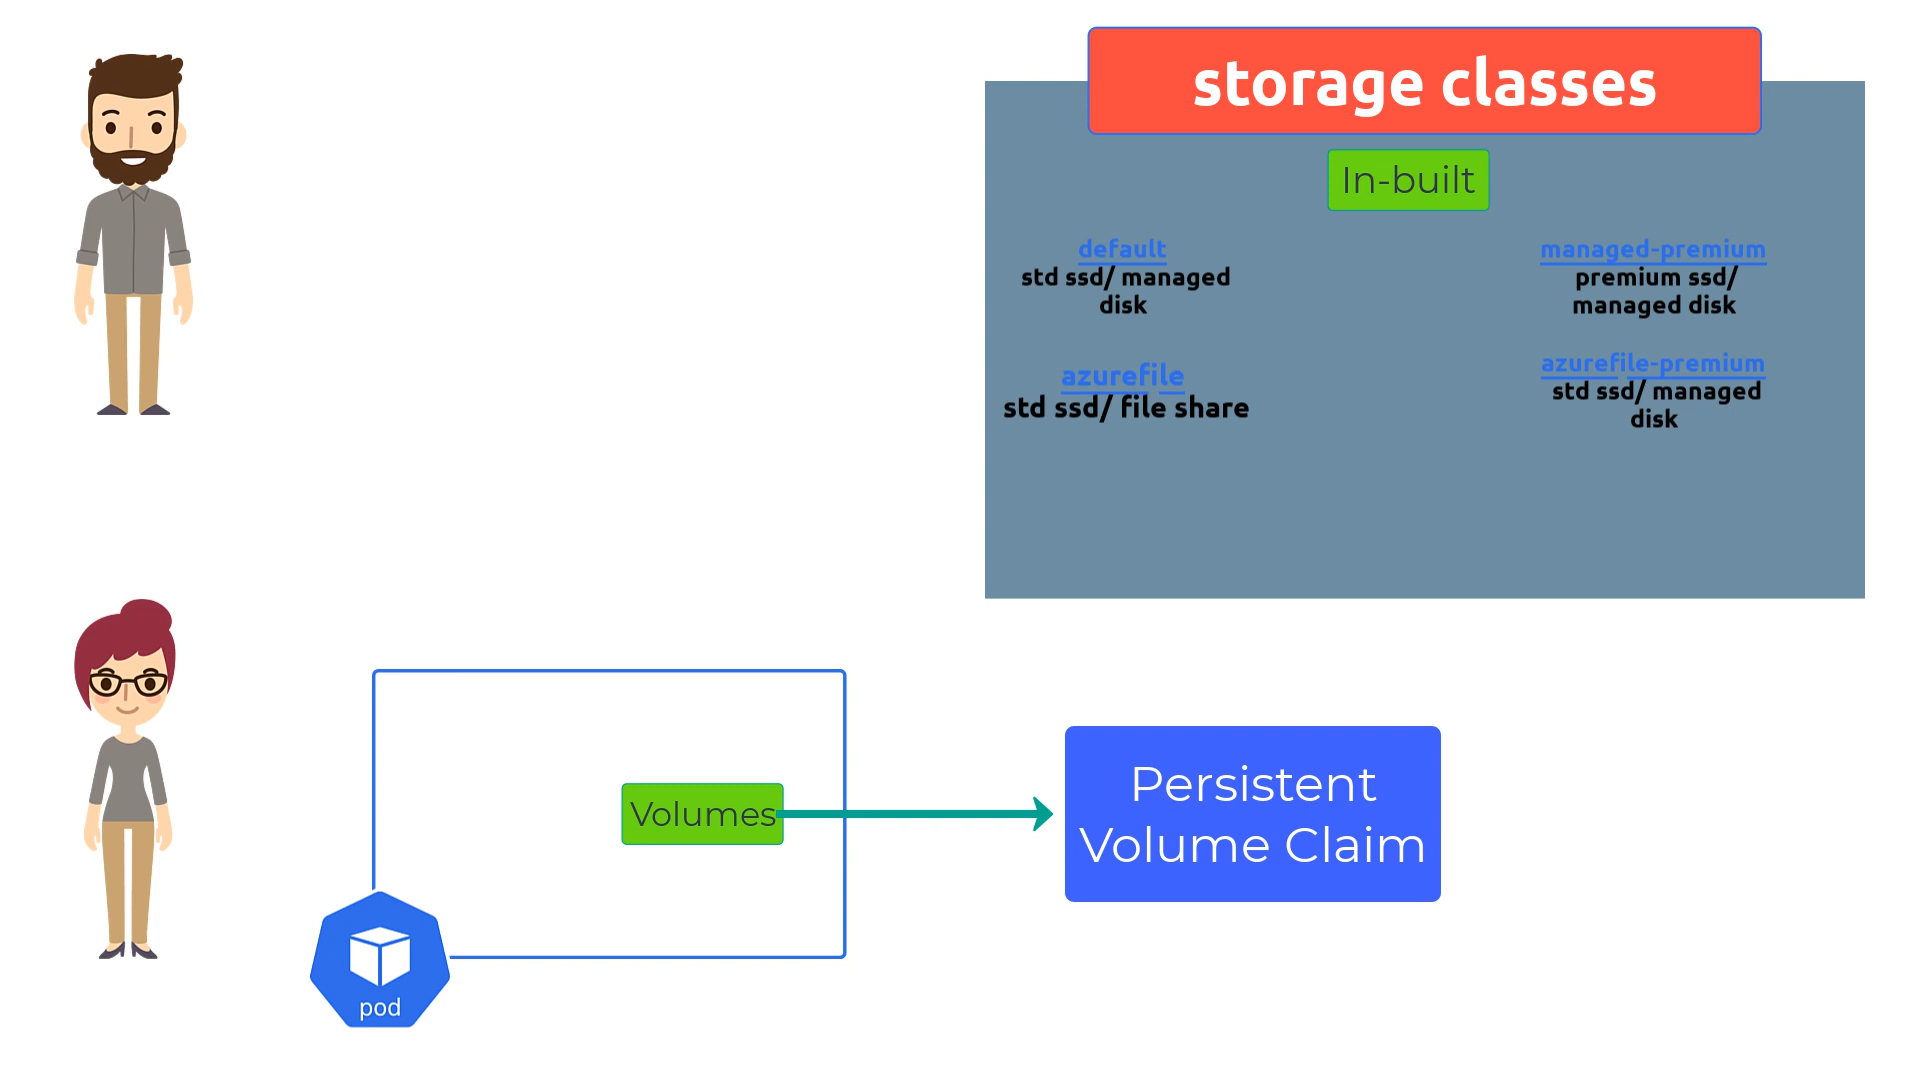 storage classes
In-built
default
std ssd/ managed
disk
managed-premium
premium ssd/
managed disk
azurefile
std ssd/ file share
azurefile-premium
std ssd/ managed
disk
Volumes
Persistent
Volume Claim
pod